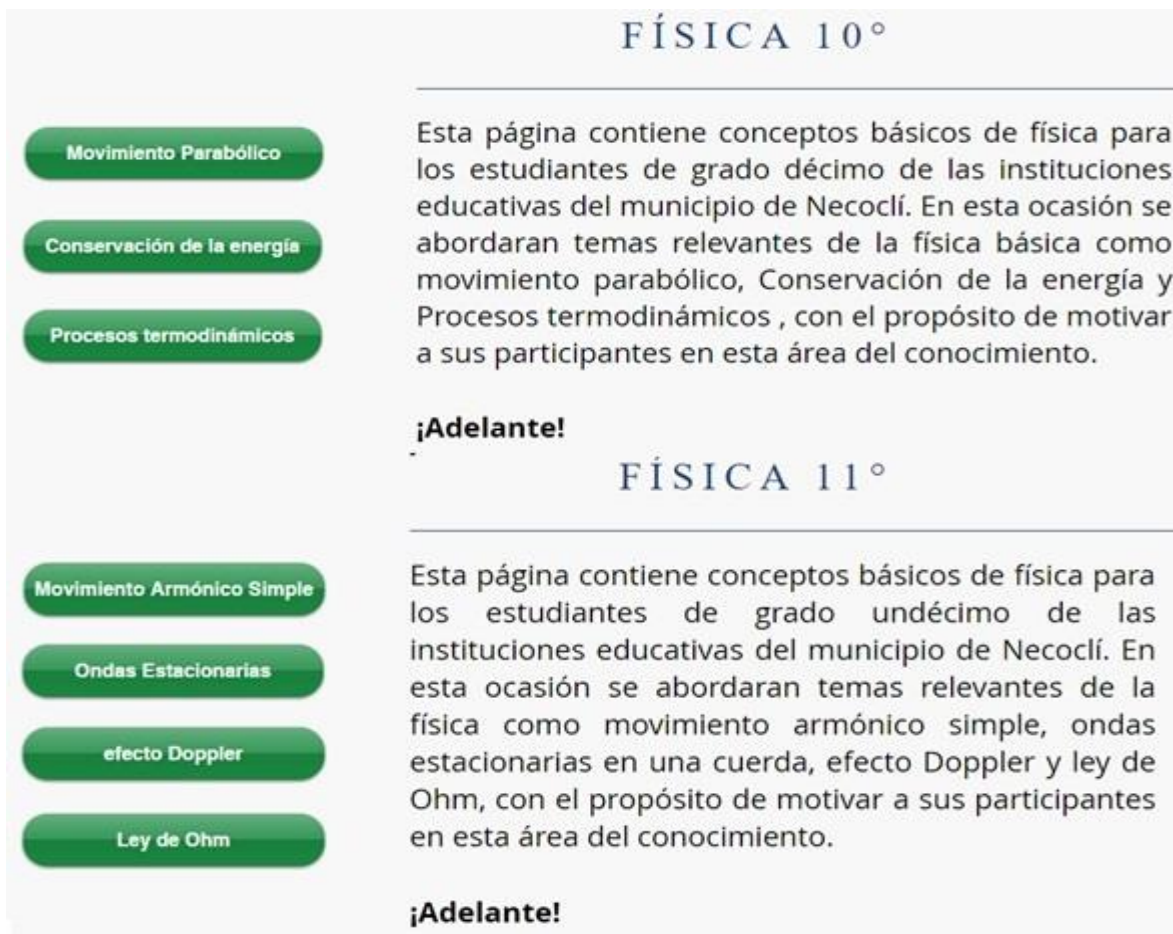 FÍSICA 10°
Movimiento Parabólico
Conservación de la energía
Procesos termodinámicos
Esta página contiene conceptos básicos de física para
los estudiantes de grado décimo de las instituciones
educativas del municipio de Necoclí. En esta ocasión se
abordaran temas relevantes de la física básica como
movimiento parabólico, Conservación de la energía y
Procesos termodinámicos , con el propósito de motivar
a sus participantes en esta área del conocimiento.
¡Adelante!
FÍSICA 11°
Movimiento Armónico Simple
Ondas Estacionarias
efecto Doppler
Ley de Ohm
Esta página contiene conceptos básicos de física para
los estudiantes de grado undécimo de las
instituciones educativas del municipio de Necoclí. En
esta ocasión se abordaran temas relevantes de la
física como movimiento armónico simple, ondas
estacionarias en una cuerda, efecto Doppler y ley de
Ohm, con el propósito de motivar a sus participantes
en esta área del conocimiento.
¡Adelante!